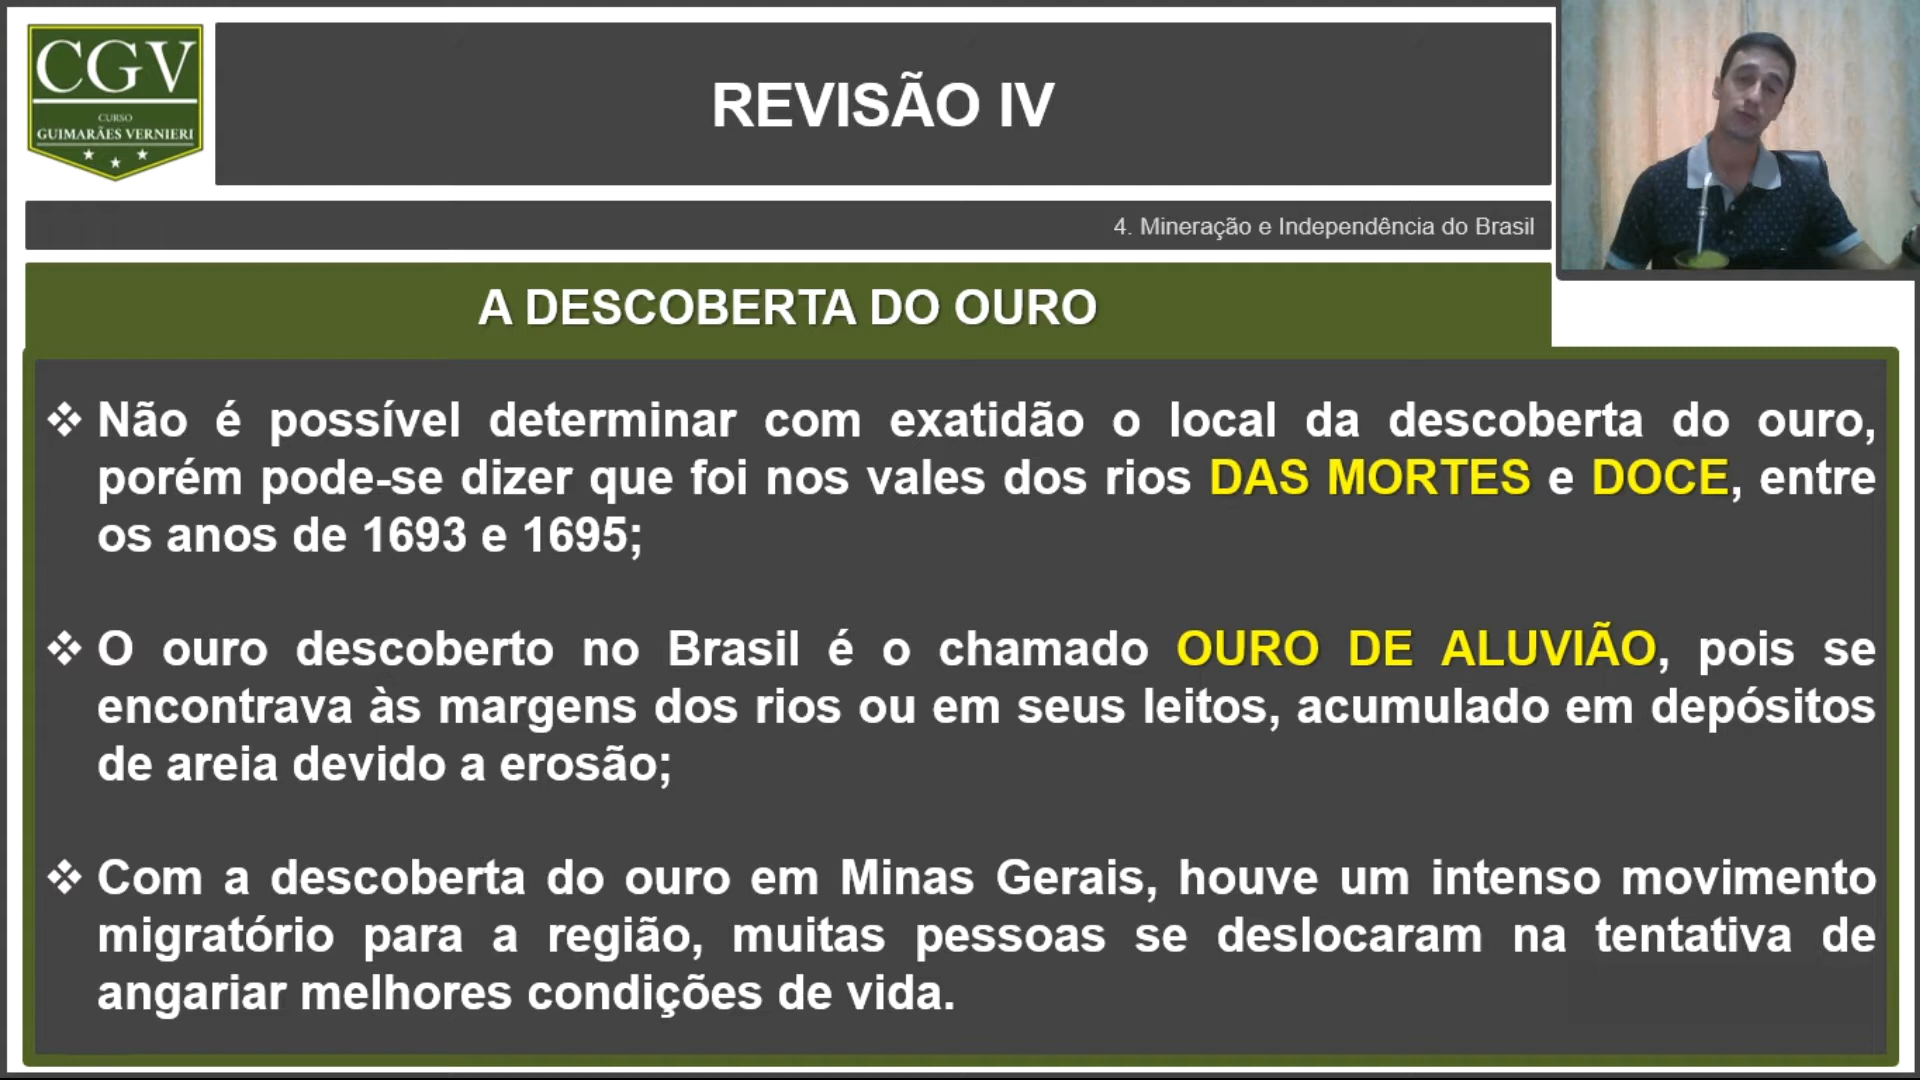 CGV
CURSO
GUIMARÃES VERNIERI
REVISÃO IV
4. Mineração e Independência do Brasil
A DESCOBERTA DO OURO
❖ Não é possível determinar com exatidão o local da descoberta do ouro,
porém pode-se dizer que foi nos vales dos rios DAS MORTES e DOCE, entre
os anos de 1693 e 1695;
❖ O ouro descoberto no Brasil é o chamado OURO DE ALUVIÃO, pois se
encontrava às margens dos rios ou em seus leitos, acumulado em depósitos
de areia devido a erosão;
❖ Com a descoberta do ouro em Minas Gerais, houve um intenso movimento
migratório para a região, muitas pessoas se deslocaram na tentativa de
angariar melhores condições de vida.